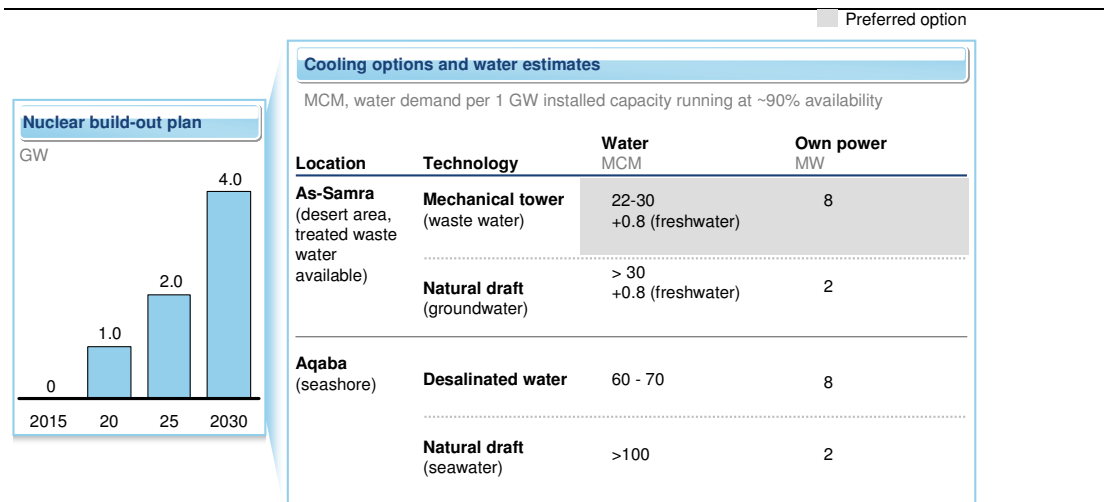 Preferred option
Nuclear build-out plan
GW
0
1.0
2.0
4.0
2015 20 25 2030
Cooling options and water estimates
MCM, water demand per 1 GW installed capacity running at ~90% availability
Location Technology Water MCM Own power MW
As-Samra
(desert area,
treated waste
water
available)
Mechanical tower
(waste water)
22-30
+0.8 (freshwater)
8
Natural draft
(groundwater)
> 30
+0.8 (freshwater)
2
Aqaba
(seashore)
Desalinated water
60 - 70
8
Natural draft
(seawater)
>100
2